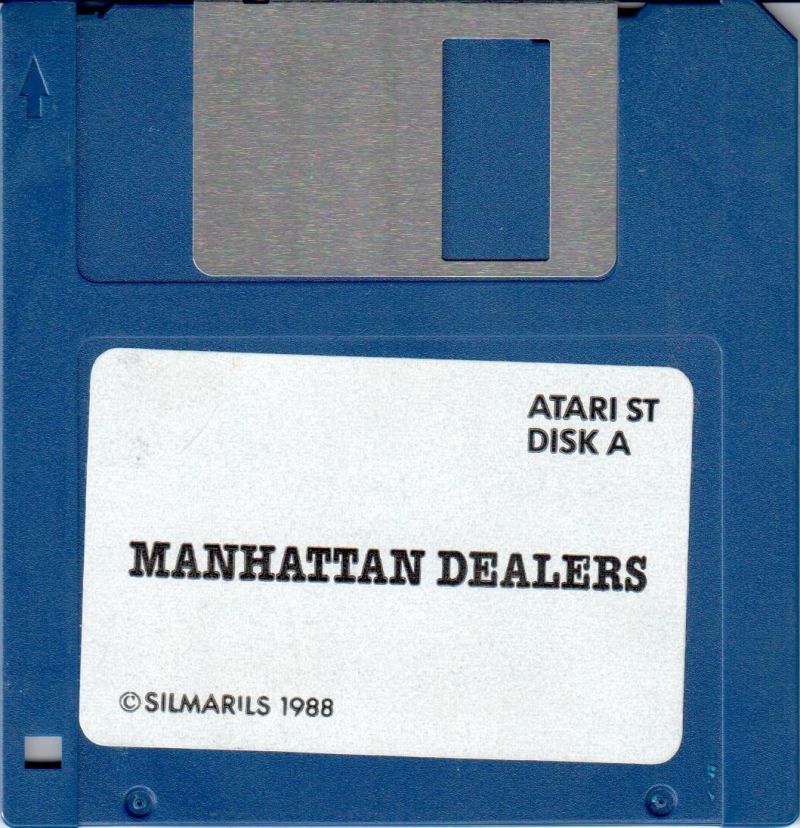 ATARI ST
DISK A
MANHATTAN DEALERS
© SILMARILS 1988